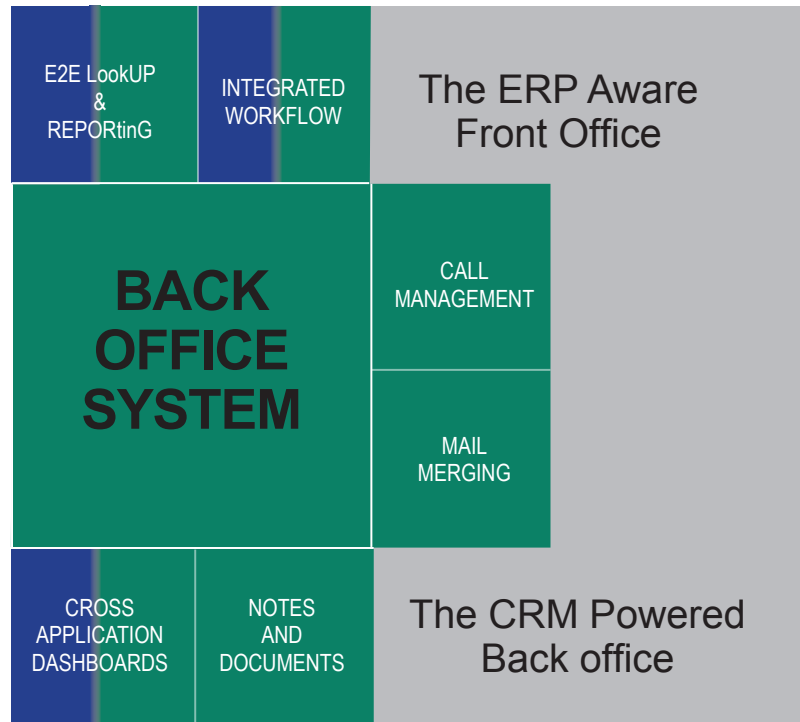 E2E LookUP
&
REPORtinG
INTEGRATED
WORKFLOW
The ERP Aware
Front Office
BACK
OFFICE
SYSTEM
CALL
MANAGEMENT
MAIL
MERGING
CROSS
APPLICATION
DASHBOARDS
NOTES
AND
DOCUMENTS
The CRM Powered
Back office